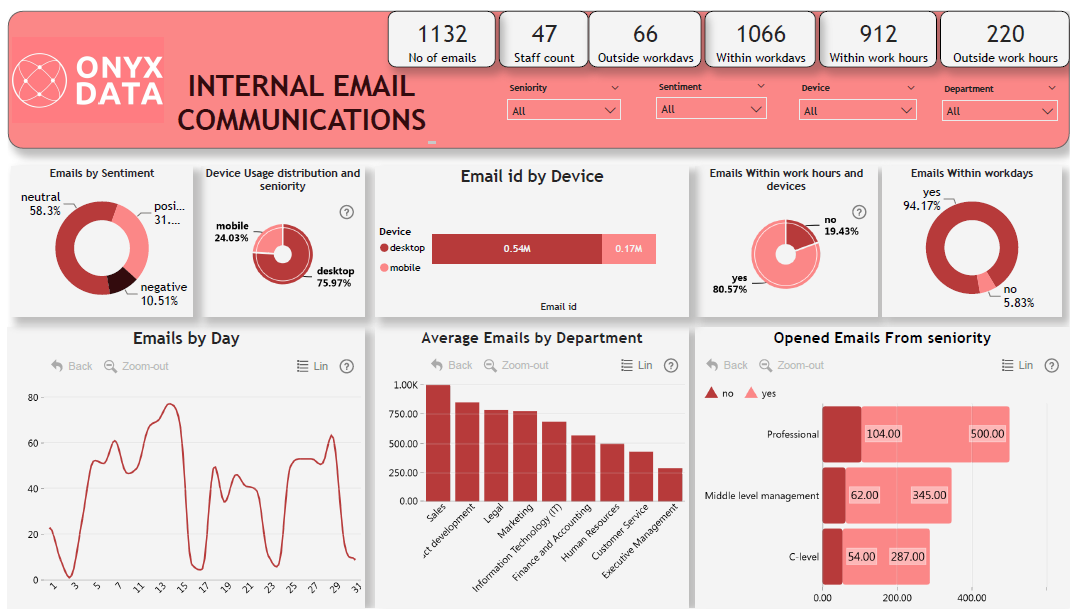 1132
No of emails
47
Staff count
66
Outside workdays
1066
Within workdays
912
Within work hours
220
Outside work hours
ONYX
DATA
INTERNAL EMAIL
COMMUNICATIONS
Seniority
All
Sentiment
All
Device
All
Department
All
Emails by Sentiment
neutral
58.3%
posi...
31....
negative
10.51%
Device Usage distribution and
seniority
?
mobile
24.03%
desktop
75.97%
Email id by Device
Device
desktop
mobile
0.54M
0.17M
Email id
Emails Within work hours and
devices
?
no
19.43%
yes
80.57%
Emails Within workdays
yes
94.17%
no
5.83%
Emails by Day
Back
Zoom-out
Lin
?
80
60
40
20
0
1
3
5
7
9
11
13
15
17
19
21
23
25
27
29
31
Average Emails by Department
Back
Zoom-out
Lin
?
1.00K
750.00
500.00
250.00
0.00
Sales
..ct development
Legal
Marketing
Information Technology (IT)
Finance and Accounting
Human Resources
Customer Service
Executive Management
Opened Emails From seniority
Back
Zoom-out
Lin
?
no
yes
Professional
104.00
500.00
Middle level management
62.00
345.00
C-level
54.00
287.00
0.00
200.00
400.00